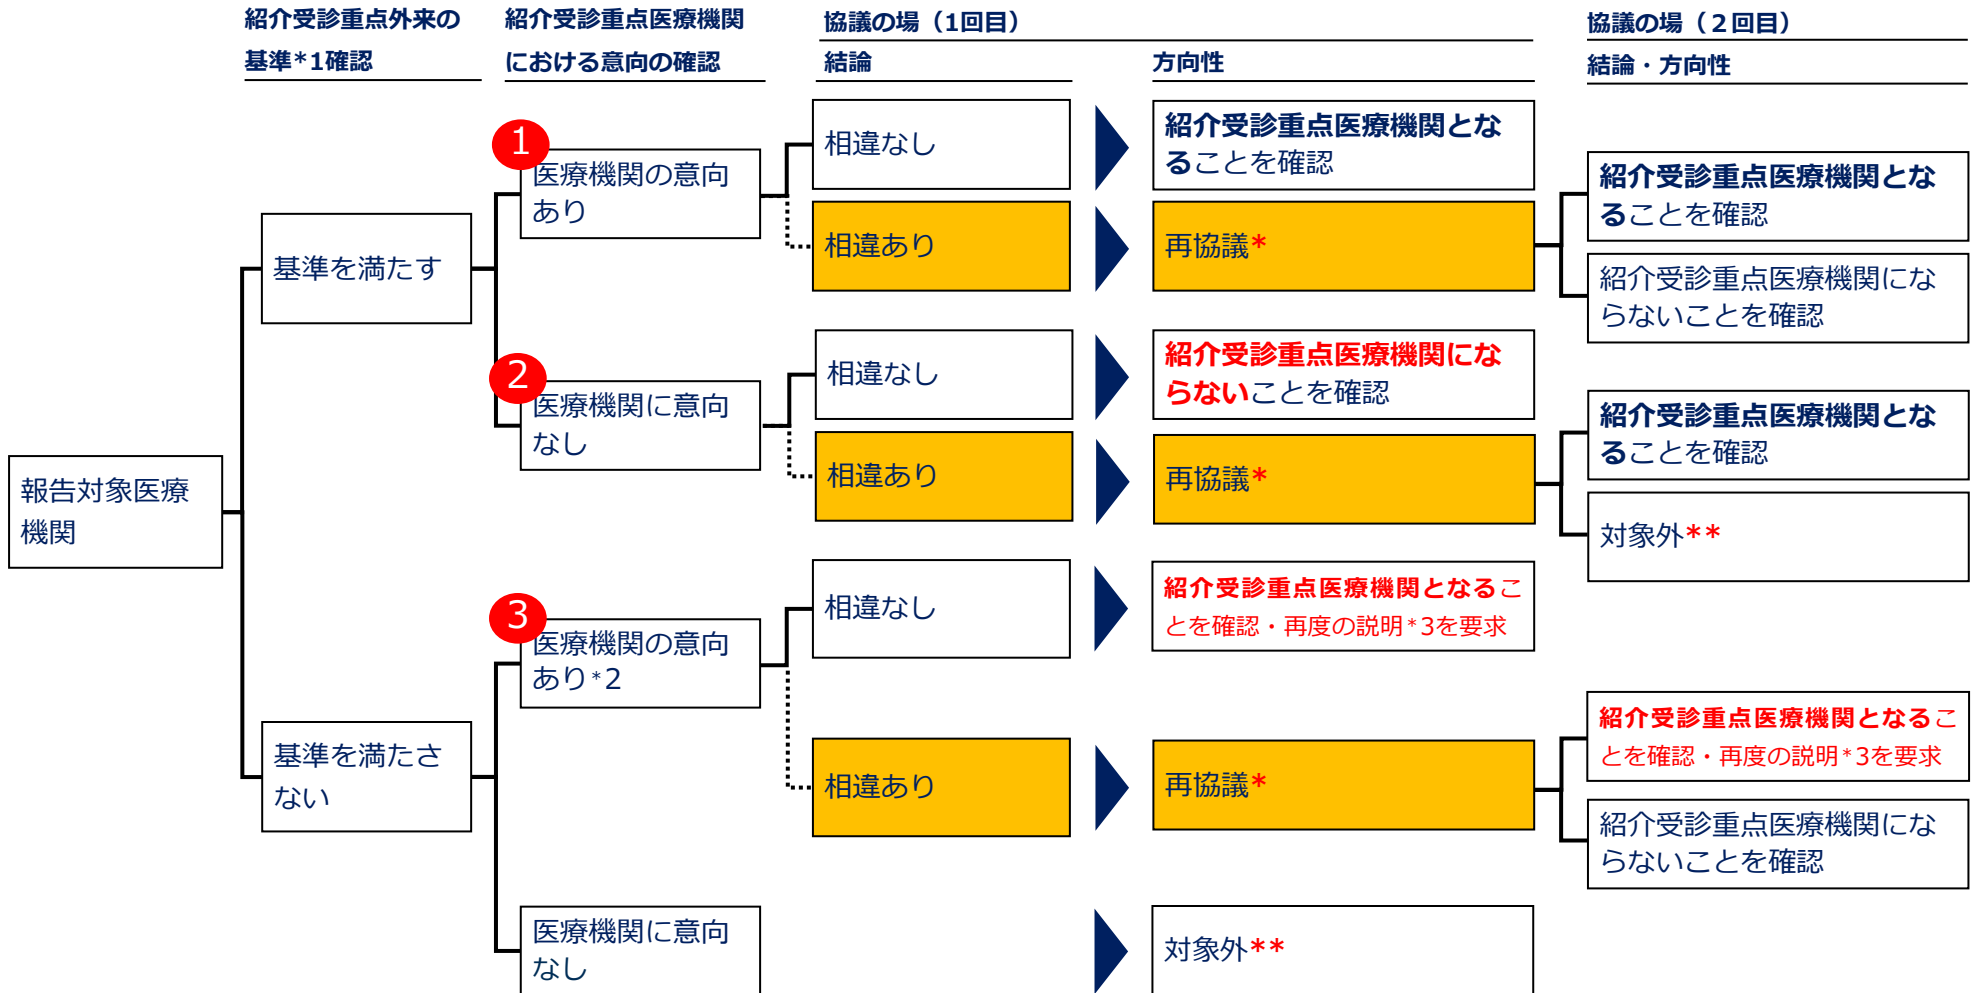 紹介受診重点外来の
基準*1確認
紹介受診重点医療機関
における意向の確認
協議の場（1回目）
結論
方向性
協議の場（２回目）
結論・方向性
報告対象医療
機関
基準を満たす
1
医療機関の意向
あり
相違なし
紹介受診重点医療機関とな
ることを確認
相違あり
再協議*
紹介受診重点医療機関とな
ることを確認
紹介受診重点医療機関にな
らないことを確認
2
医療機関に意向
なし
相違なし
紹介受診重点医療機関にな
らないことを確認
相違あり
再協議*
紹介受診重点医療機関とな
ることを確認
対象外**
基準を満たさ
ない
3
医療機関の意向
あり*2
相違なし
紹介受診重点医療機関となるこ
とを確認・再度の説明*3を要求
相違あり
再協議*
紹介受診重点医療機関となるこ
とを確認・再度の説明*3を要求
紹介受診重点医療機関にな
らないことを確認
医療機関に意向
なし
対象外**